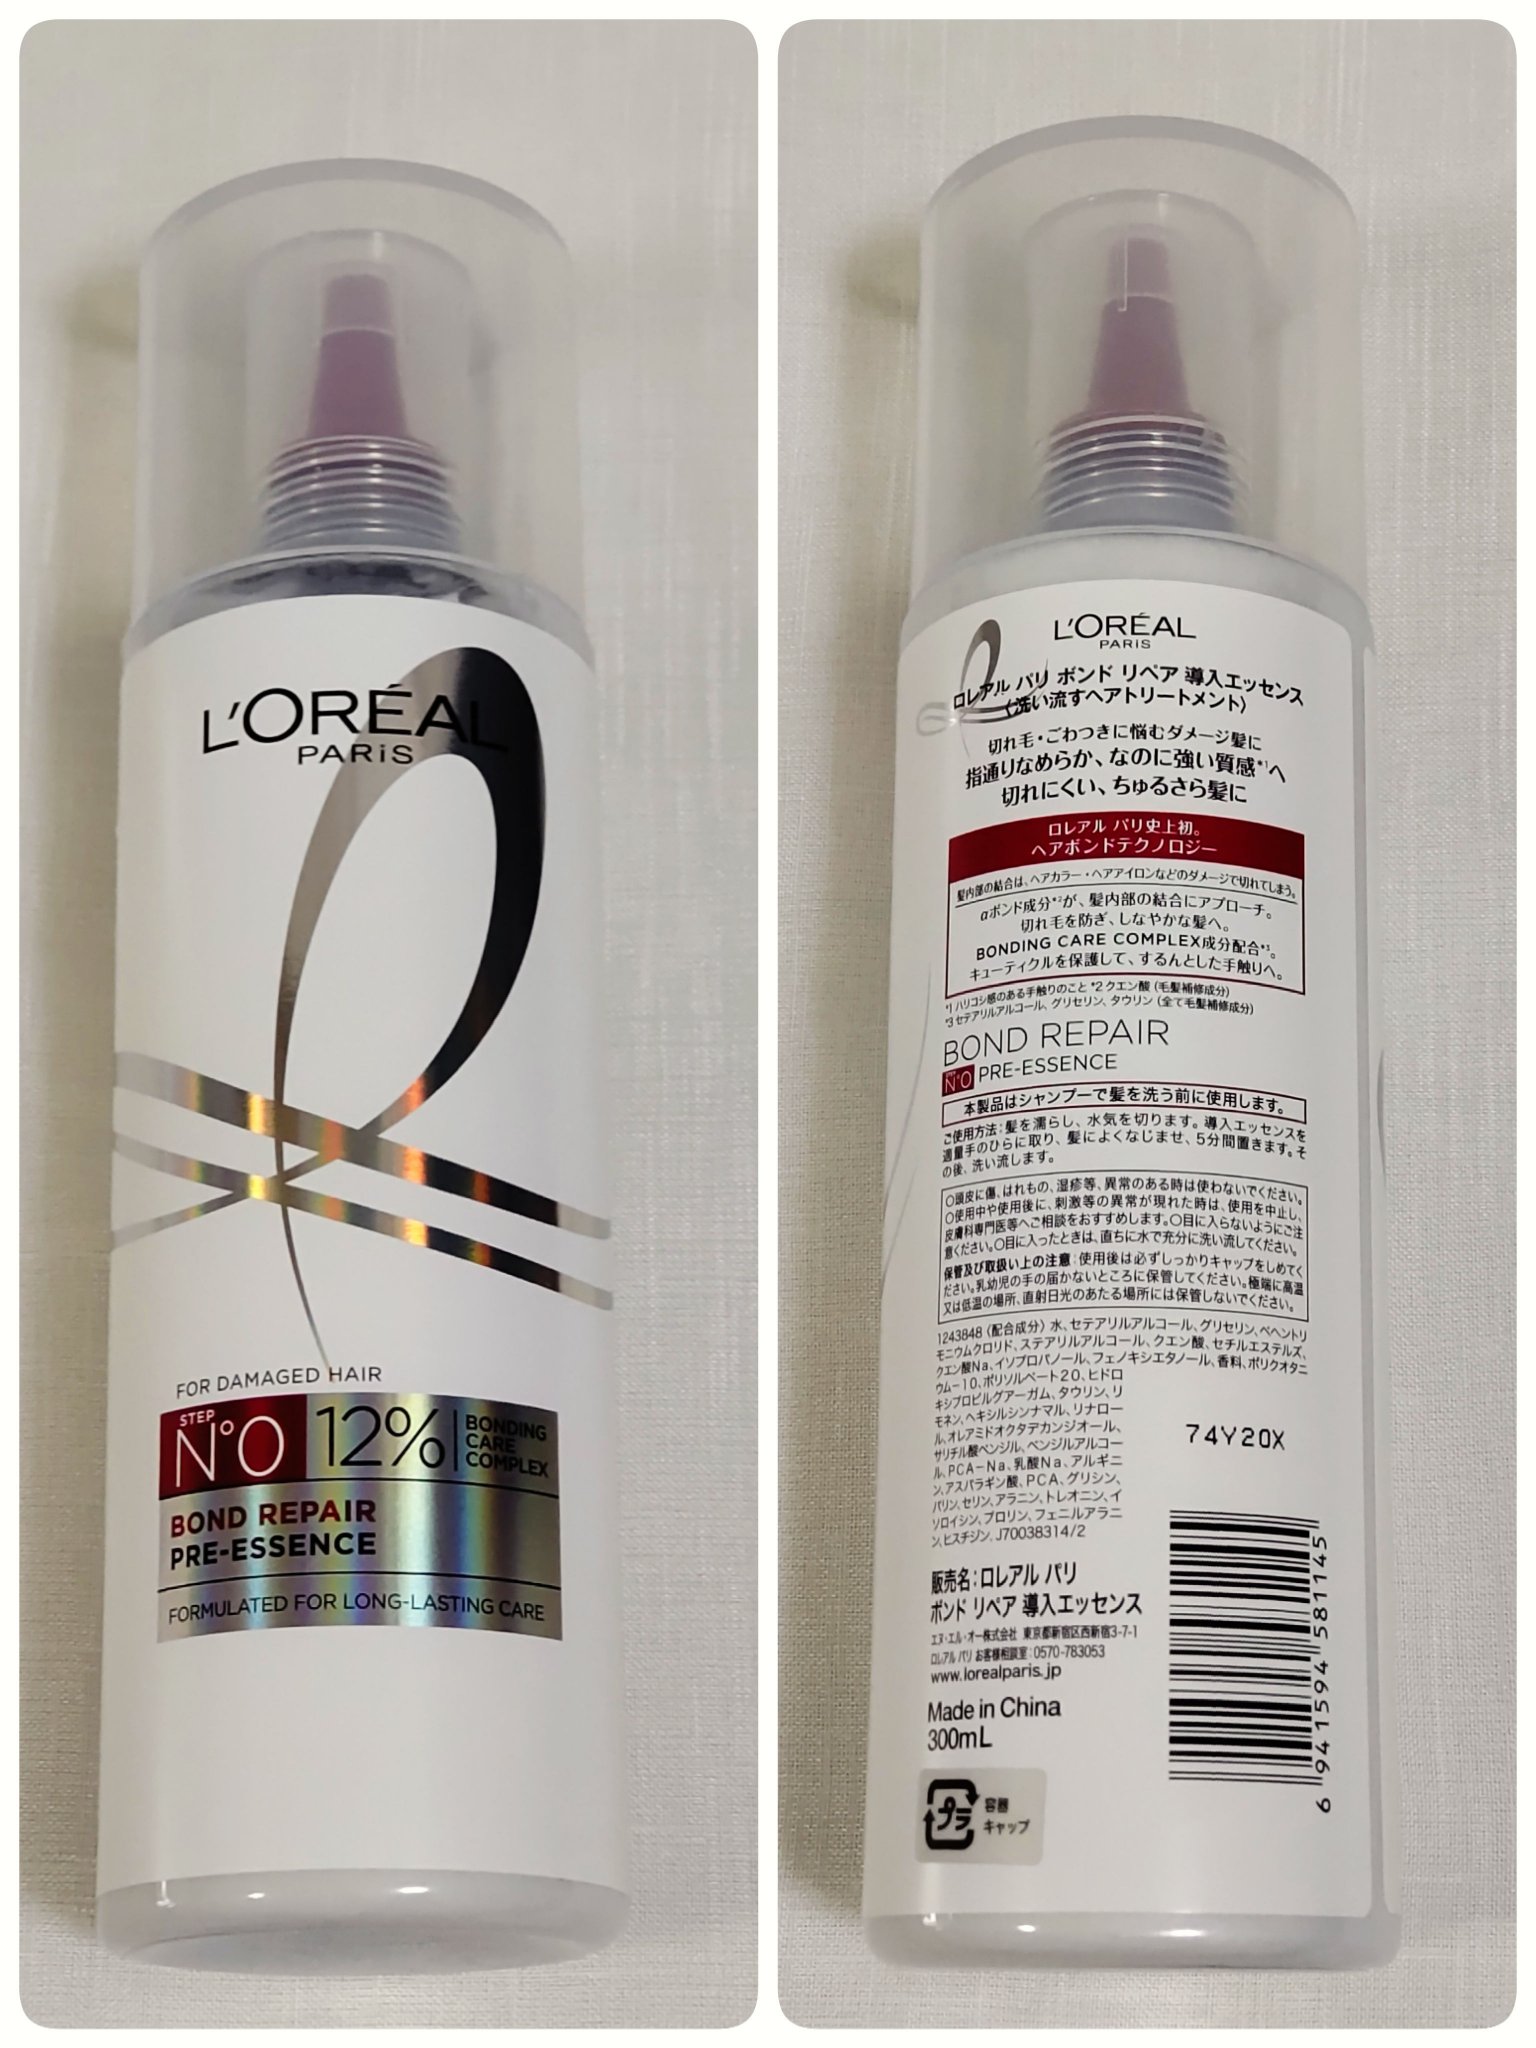 L'ORÉAL
PARIS
FOR DAMAGED HAIR
STEP
N°0
12%
BONDING
CARE
COMPLEX
BOND REPAIR
PRE-ESSENCE
FORMULATED FOR LONG-LASTING CARE
L'ORÉAL
PARIS
ロレアル パリ ボンド リペア 導入エッセンス
〈洗い流すヘアトリートメント〉
切れ毛・ごわつきに悩むダメージ髪に
指通りなめらか、なのに強い質感*1へ
切れにくい、ちゅるさら髪に
ロレアル パリ史上初。
ヘアボンドテクノロジー
髪内部の結合は、ヘアカラー・ヘアアイロンなどのダメージで切れてしまう。
αボンド成分*2が、髪内部の結合にアプローチ。
切れ毛を防ぎ、しなやかな髪へ。
BONDING CARE COMPLEX成分配合*3。
キューティクルを保護して、するんとした手触りへ。
*1 ハリコシ感のある手触りのこと *2 クエン酸（毛髪補修成分）
*3 セテアリルアルコール、グリセリン、タウリン（全て毛髪補修成分）
BOND REPAIR
STEP
N°0 PRE-ESSENCE
本製品はシャンプーで髪を洗う前に使用します。
ご使用方法：髪を濡らし、水気を切ります。導入エッセンスを
適量手のひらに取り、髪によくなじませ、5分間置きます。そ
の後、洗い流します。
○頭皮に傷、はれもの、湿疹等、異常のある時は使わないでください。
○使用中や使用後に、刺激等の異常が現れた時は、使用を中止し、
皮膚科専門医等へご相談をおすすめします。○目に入らないようにご注
意ください。○目に入ったときは、直ちに水で充分に洗い流してください。
保管及び取扱い上の注意：使用後は必ずしっかりキャップをしめてく
ださい。乳幼児の手の届かないところに保管してください。極端に高温
又は低温の場所、直射日光のあたる場所には保管しないでください。
1243848（配合成分）水、セテアリルアルコール、グリセリン、ベヘントリ
モニウムクロリド、ステアリルアルコール、クエン酸、セチルエステルズ、
クエン酸Na、イソプロパノール、フェノキシエタノール、香料、ポリクオタニ
ウム－10、ポリソルベート20、ヒドロ
キシプロピルグアーガム、タウリン、リ
モネン、ヘキシルシンナマル、リナロー
ル、オレアミドオクタデカンジオール、
サリチル酸ベンジル、ベンジルアルコー
ル、PCA－Na、乳酸Na、アルギニ
ン、アスパラギン酸、PCA、グリシン、
バリン、セリン、アラニン、トレオニン、イ
ソロイシン、プロリン、フェニルアラニ
ン、ヒスチジン、J70038314/2
74Y20X
販売名：ロレアル パリ
ボンド リペア 導入エッセンス
エヌ・エル・オー株式会社 東京都新宿区西新宿3-7-1
ロレアル パリ お客様相談室：0570-783053
www.lorealparis.jp
Made in China
300mL
プラ
容器
キャップ
6 941594 581145